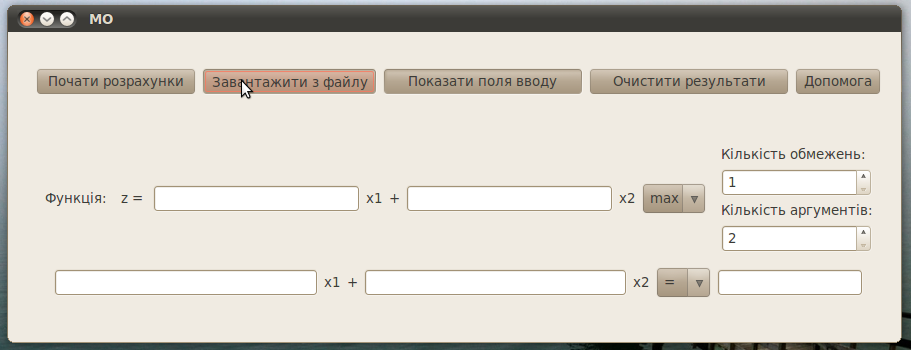 MO
Почати розрахунки Завантажити з файлу Показати поля вводу Очистити результати Допомога
Кількість обмежень:
1
Функція: z = x1 + x2 max
Кількість аргументів:
2
x1 + x2 =